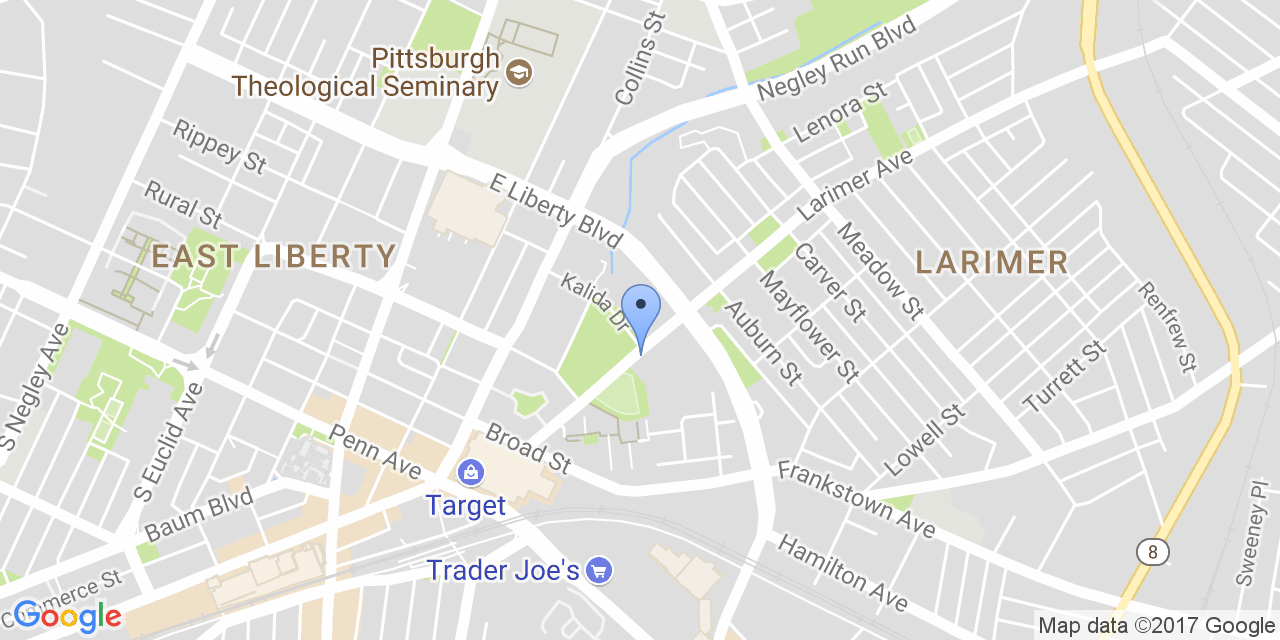 Pittsburgh
Theological Seminary
Collins St
Negley Run Blvd
Lenora St
Rippey St
Rural St
E Liberty Blvd
Larimer Ave
EAST LIBERTY
LARIMER
Meadow St
Carver St
Mayflower St
Auburn St
Renfrew St
Kalida Dr
Turrett St
Lowell St
S Negley Ave
S Euclid Ave
Penn Ave
Broad St
Target
Baum Blvd
Frankstown Ave
Hamilton Ave
Trader Joe's
8
Sweeney Pl
Commerce St
Google
Map data ©2017 Google